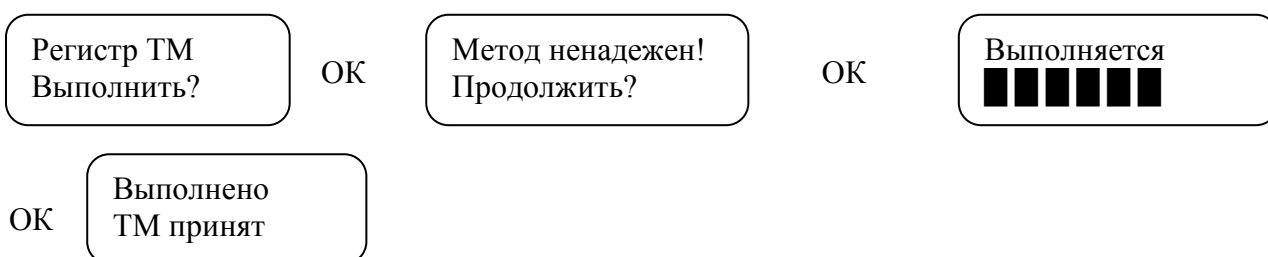 Регистр ТМ
Выполнить?
ОК
Метод ненадежен!
Продолжить?
ОК
Выполняется
ОК
Выполнено
ТМ принят